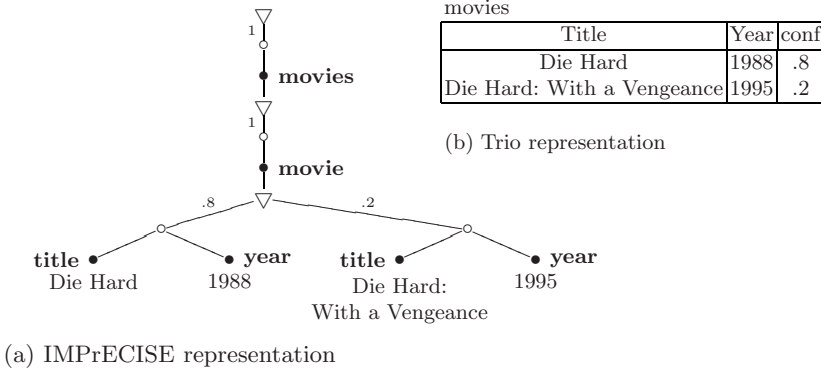 1
movies
1
movie
.8 .2
title year title year
Die Hard 1988 Die Hard: 1995
With a Vengeance
(a) IMPrECISE representation
movies
Title Year conf
Die Hard 1988 .8
Die Hard: With a Vengeance 1995 .2
(b) Trio representation